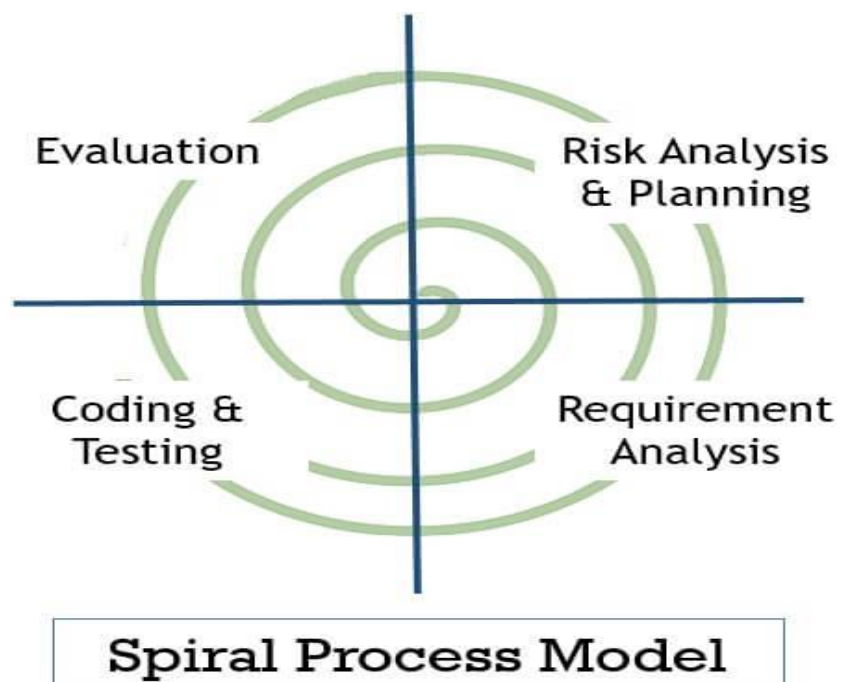 Evaluation
Risk Analysis
& Planning
Coding &
Testing
Requirement
Analysis
Spiral Process Model